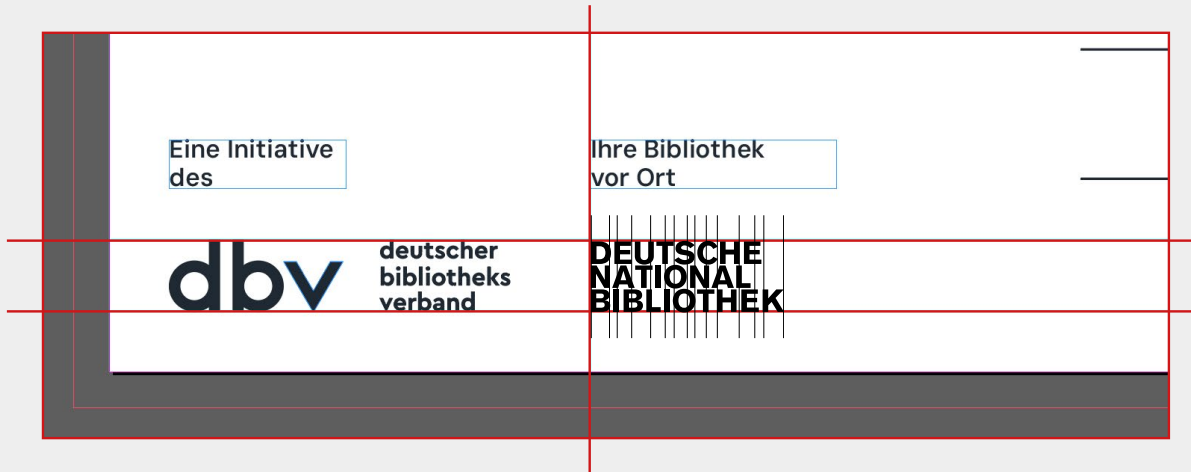 Eine Initiative
des
Ihre Bibliothek
vor Ort
dbv
deutscher
bibliotheks
verband
DEUTSCHE
NATIONAL
BIBLIOTHEK